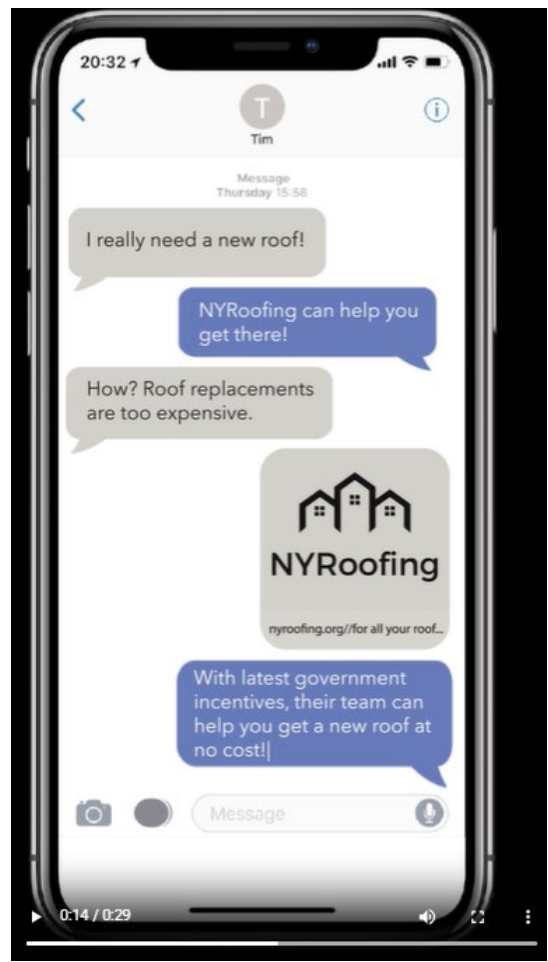 20:32
T
Tim
Message
Thursday 15:58
I really need a new roof!
NYRoofing can help you
get there!
How? Roof replacements
are too expensive.
NYRoofing
nyroofing.org//for all your roof...
With latest government
incentives, their team can
help you get a new roof at
no cost!|
Message
0:14 / 0:29